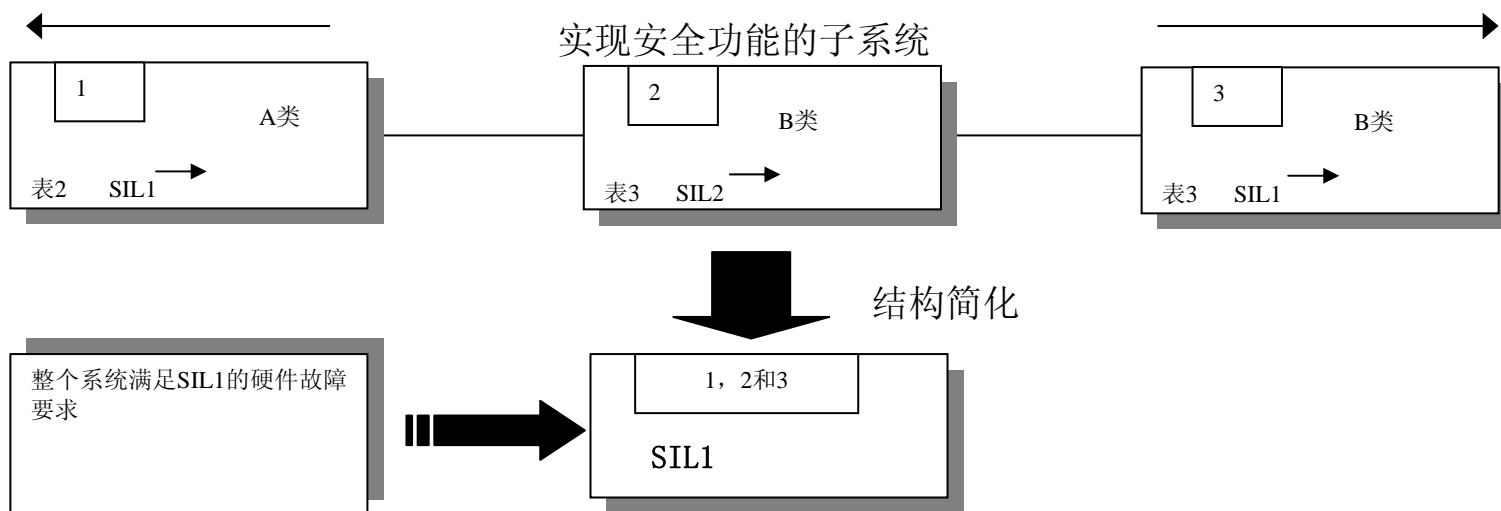 实现安全功能的子系统
1
A类
表2 SIL1
2
B类
表3 SIL2
3
B类
表3 SIL1
结构简化
整个系统满足SIL1的硬件故障
要求
1，2和3
SIL1